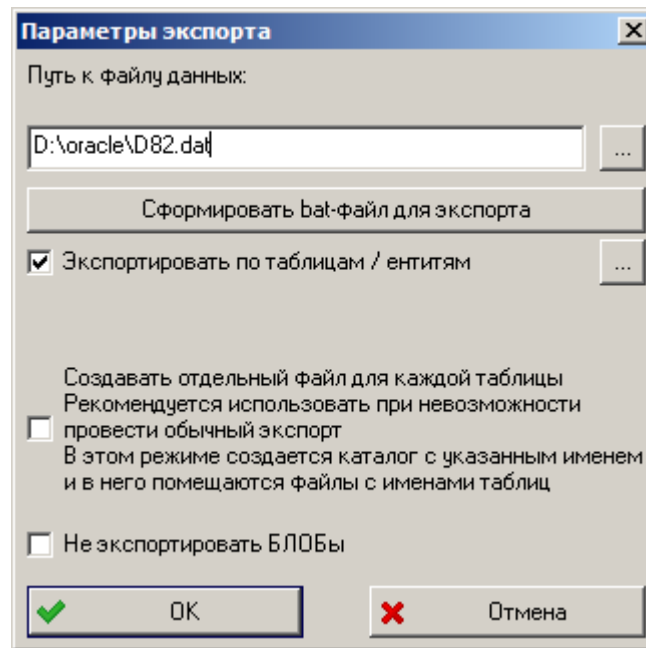 Параметры экспорта
Путь к файлу данных:
D:\oracle\D82.dat
...
Сформировать bat-файл для экспорта
Экспортировать по таблицам / ентитям
...
Создавать отдельный файл для каждой таблицы
Рекомендуется использовать при невозможности
провести обычный экспорт
В этом режиме создается каталог с указанным именем
и в него помещаются файлы с именами таблиц
Не экспортировать БЛОБы
OK
Отмена